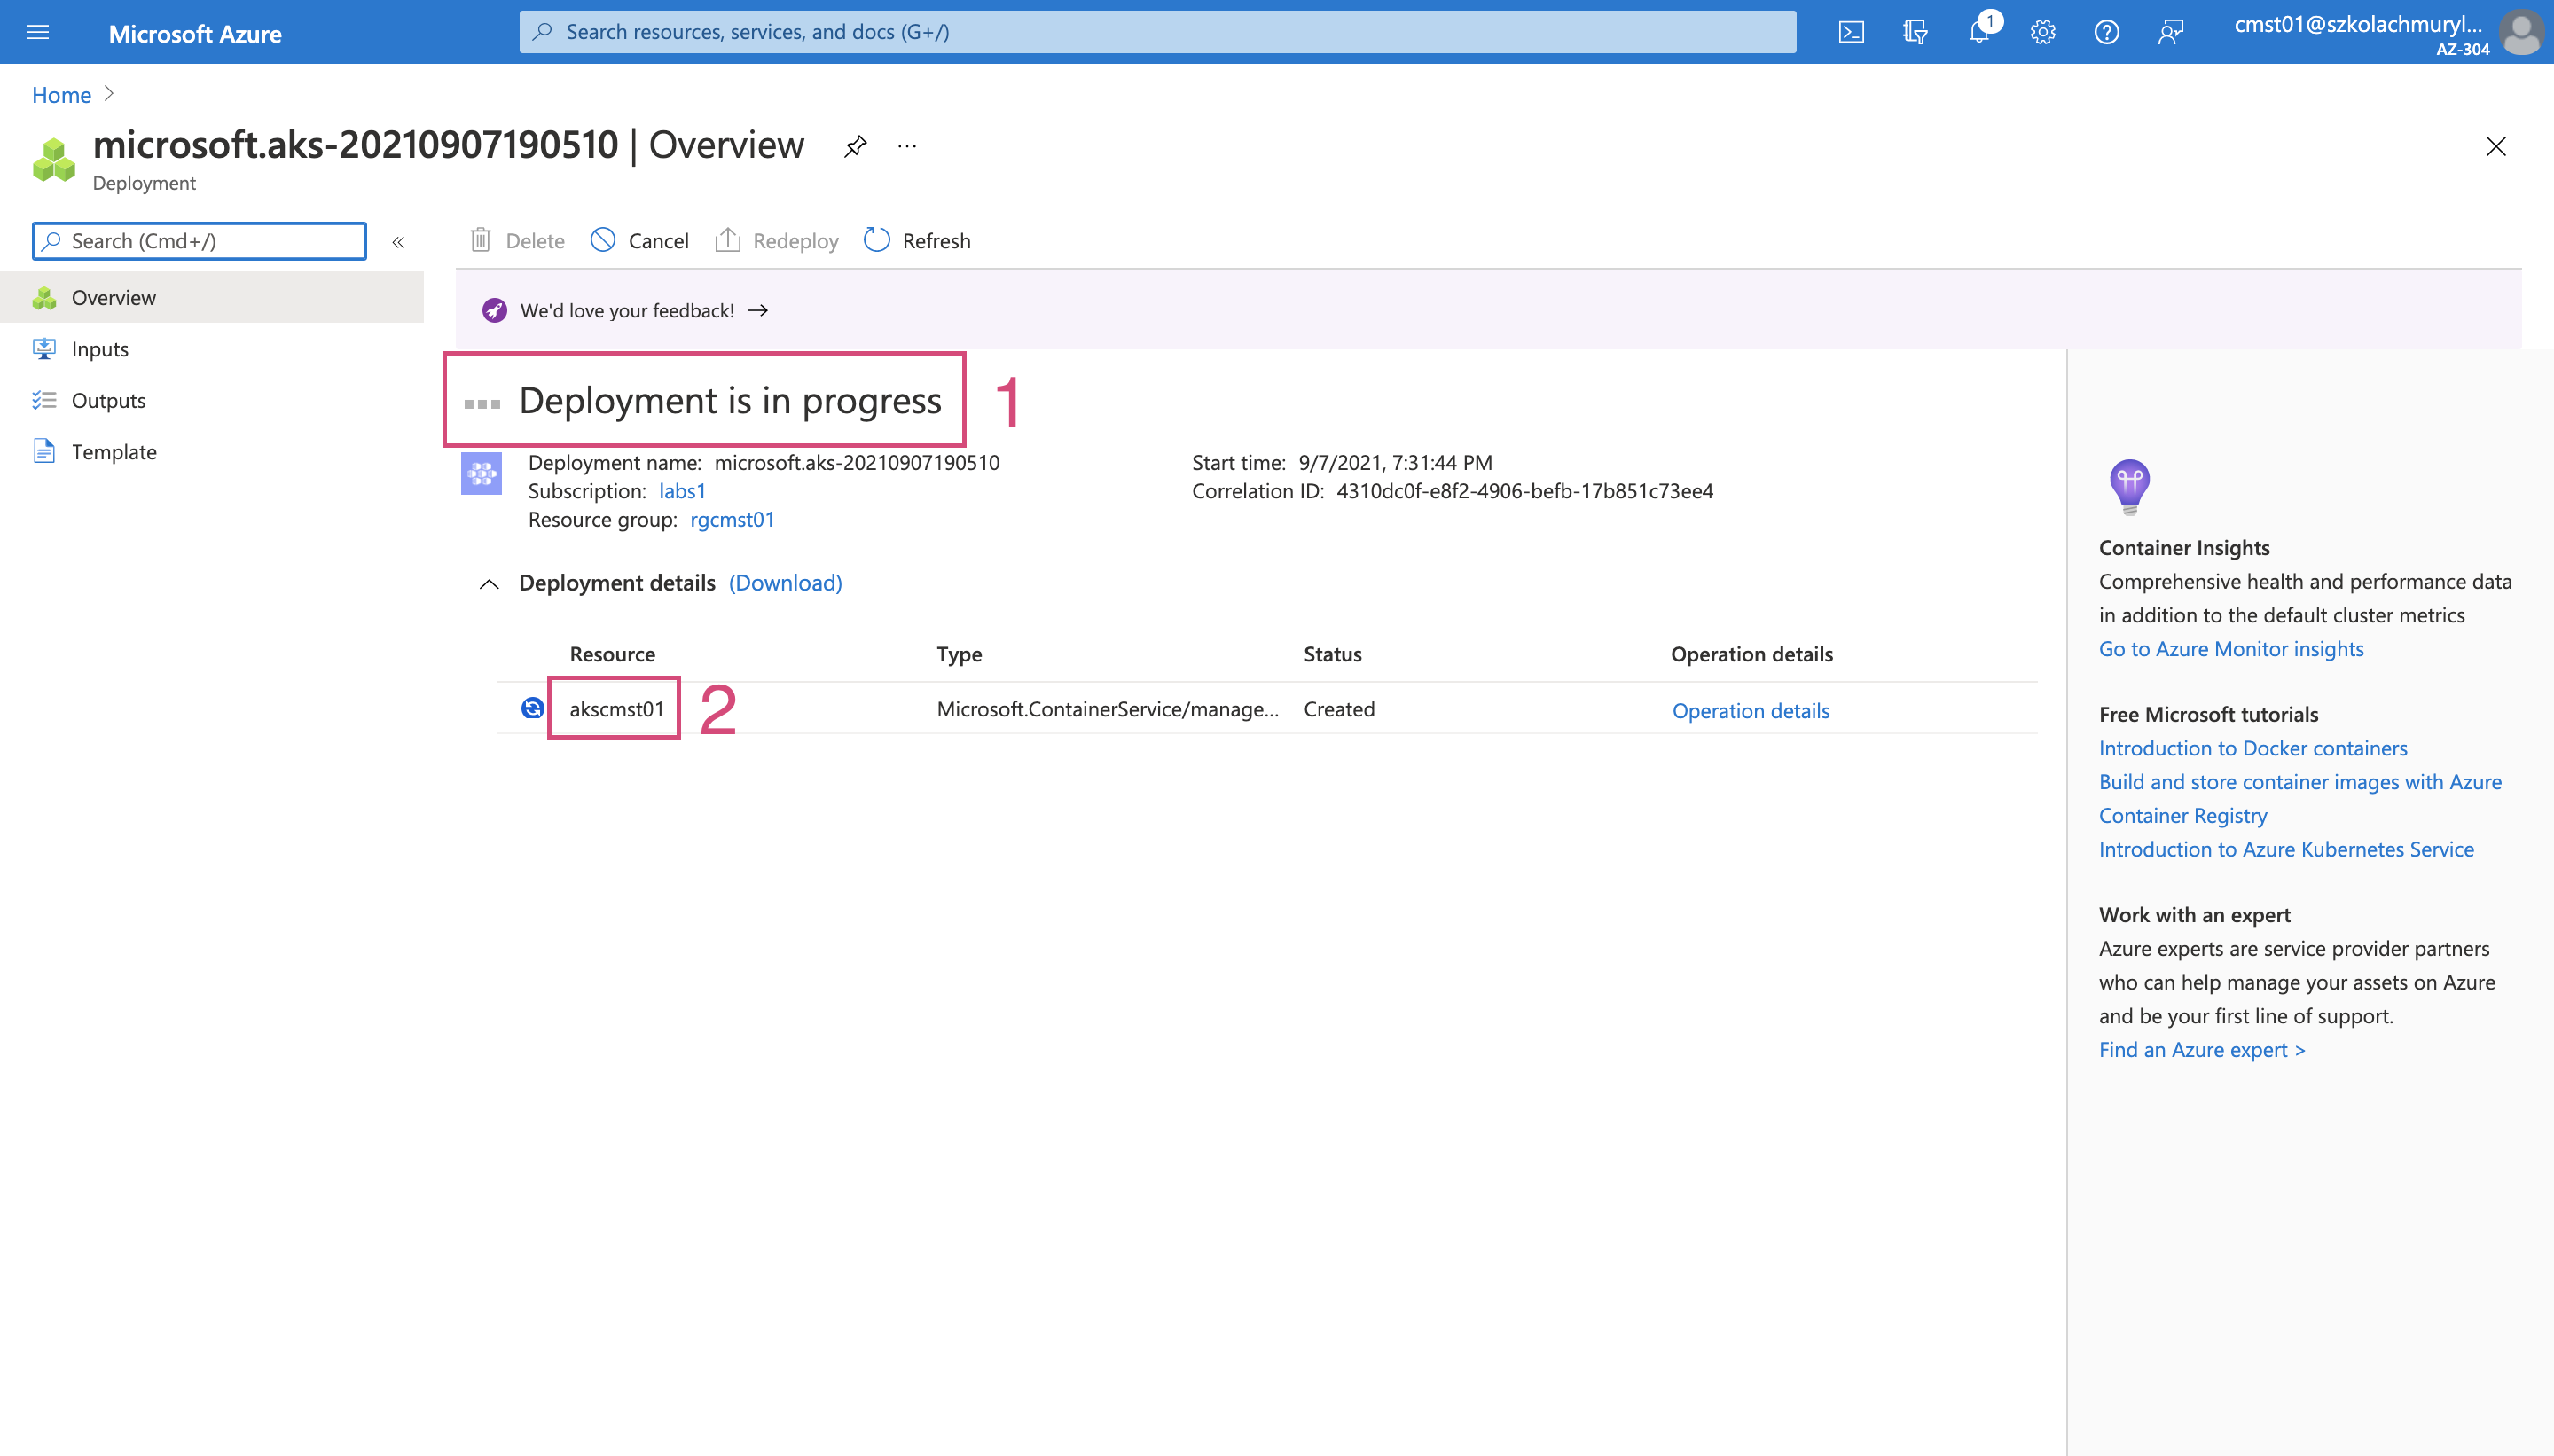 Microsoft Azure
Search resources, services, and docs (G+/)
1
cmst01@szkolachmuryl...
AZ-304
Home
microsoft.aks-20210907190510 | Overview
Deployment
Search (Cmd+/)
Delete
Cancel
Redeploy
Refresh
Overview
Inputs
Outputs
Template
We'd love your feedback!
Deployment is in progress
1
Deployment name: microsoft.aks-20210907190510
Subscription: labs1
Resource group: rgcmst01
Start time: 9/7/2021, 7:31:44 PM
Correlation ID: 4310dc0f-e8f2-4906-befb-17b851c73ee4
Deployment details (Download)
Resource Type Status Operation details
akscmst01 2 Microsoft.ContainerService/manage... Created Operation details
Container Insights
Comprehensive health and performance data
in addition to the default cluster metrics
Go to Azure Monitor insights
Free Microsoft tutorials
Introduction to Docker containers
Build and store container images with Azure
Container Registry
Introduction to Azure Kubernetes Service
Work with an expert
Azure experts are service provider partners
who can help manage your assets on Azure
and be your first line of support.
Find an Azure expert >